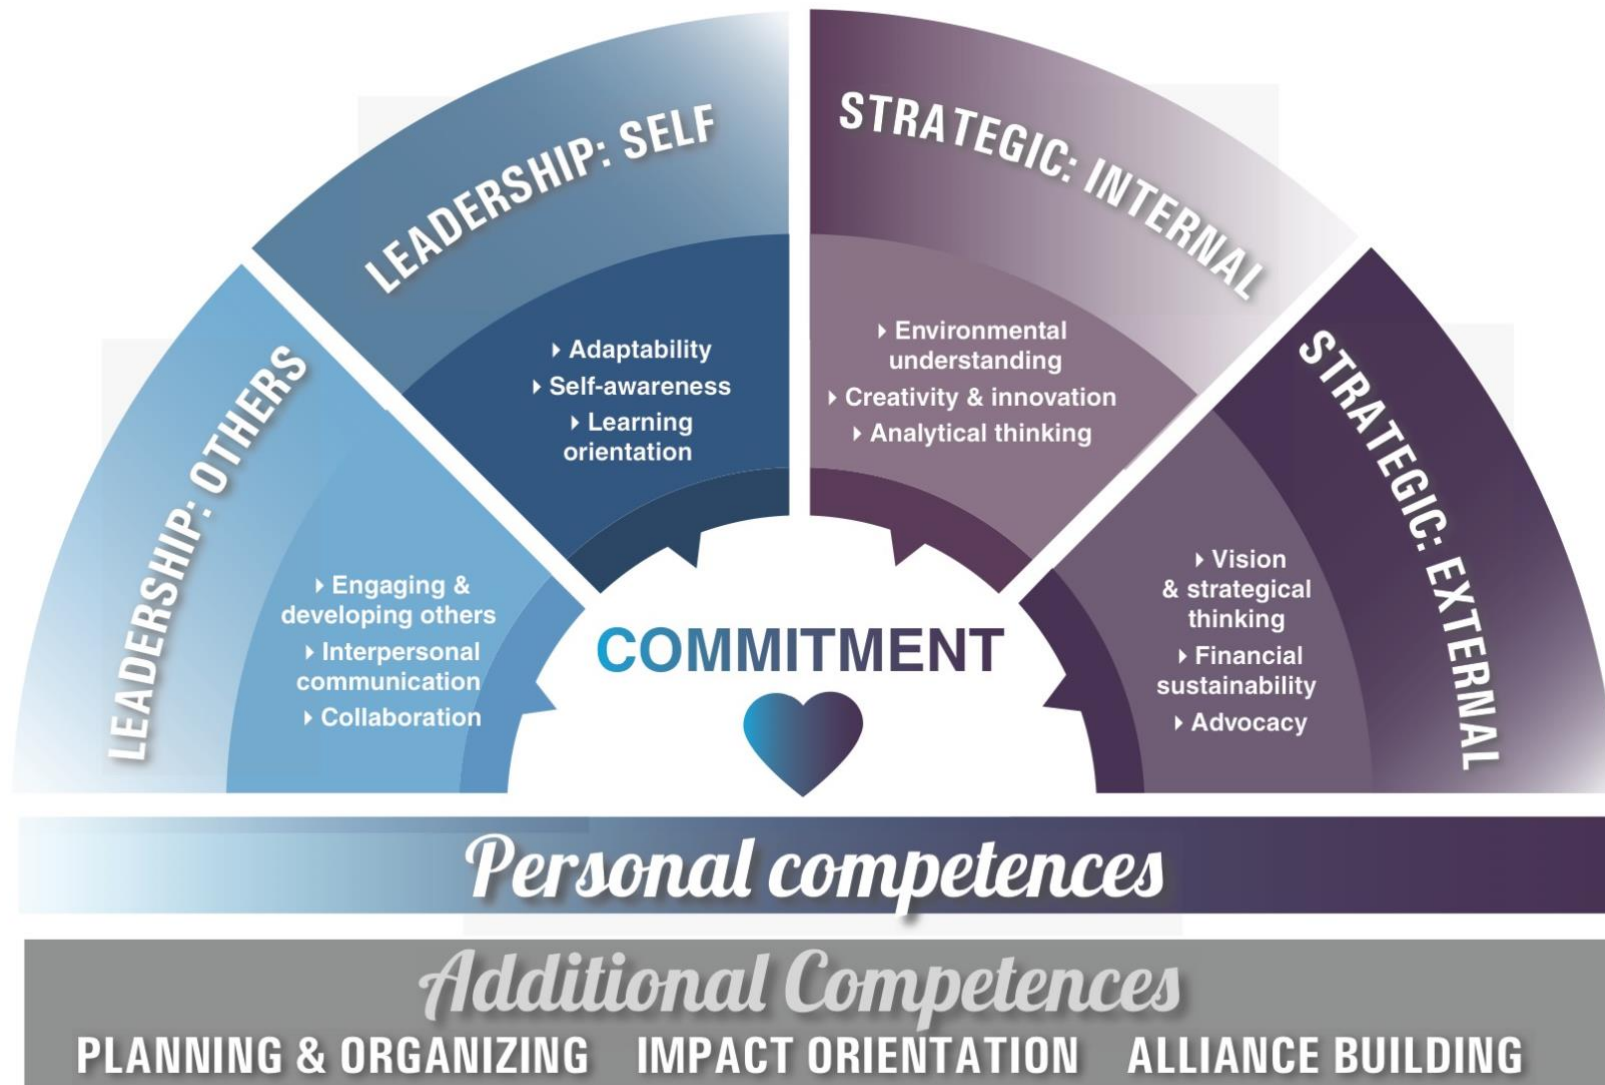 LEADERSHIP: OTHERS
▸ Engaging &
developing others
▸ Interpersonal
communication
▸ Collaboration
LEADERSHIP: SELF
▸ Adaptability
▸ Self-awareness
▸ Learning
orientation
STRATEGIC: INTERNAL
▸ Environmental
understanding
▸ Creativity & innovation
▸ Analytical thinking
STRATEGIC: EXTERNAL
▸ Vision
& strategical
thinking
▸ Financial
sustainability
▸ Advocacy
COMMITMENT
Personal competences
Additional Competences
PLANNING & ORGANIZING IMPACT ORIENTATION ALLIANCE BUILDING